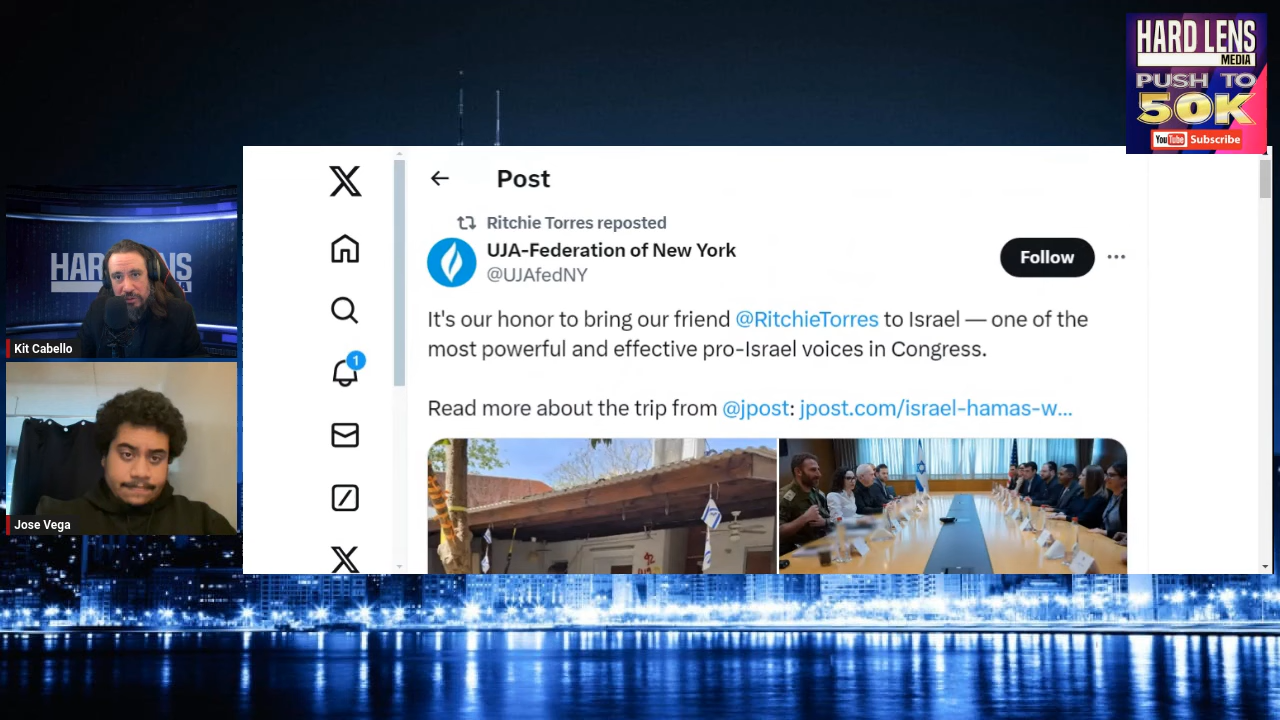 HARD LENS
MEDIA
PUSH TO
50K
YouTube Subscribe
Post
Ritchie Torres reposted
UJA-Federation of New York
@UJAfedNY
Follow
It's our honor to bring our friend @RitchieTorres to Israel — one of the
most powerful and effective pro-Israel voices in Congress.
Read more about the trip from @jpost: jpost.com/israel-hamas-w...
1
Kit Cabello
Jose Vega